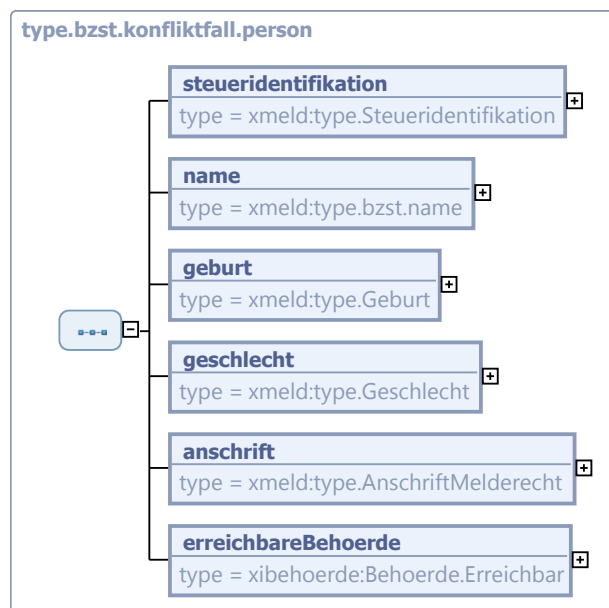 type.bzst.konfliktfall.person
steueridentifikation
type = xmeld:type.Steueridentifikation
name
type = xmeld:type.bzst.name
geburt
type = xmeld:type.Geburt
geschlecht
type = xmeld:type.Geschlecht
anschrift
type = xmeld:type.AnschriftMelderecht
erreichbareBehoerde
type = xibehoerde:Behoerde.Erreichbar